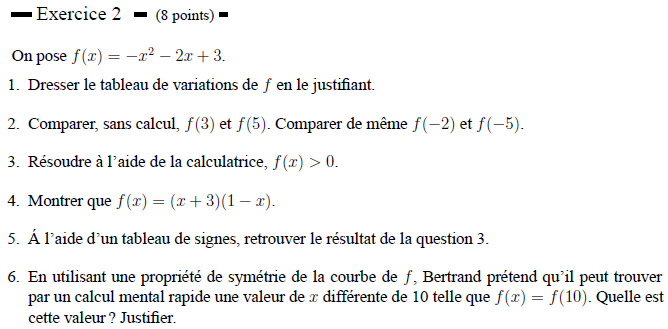 Exercice 2 (8 points)
On pose f(x) = −x² − 2x + 3.
1. Dresser le tableau de variations de f en le justifiant.
2. Comparer, sans calcul, f(3) et f(5). Comparer de même f(−2) et f(−5).
3. Résoudre à l'aide de la calculatrice, f(x) > 0.
4. Montrer que f(x) = (x + 3)(1 − x).
5. Á l'aide d'un tableau de signes, retrouver le résultat de la question 3.
6. En utilisant une propriété de symétrie de la courbe de f, Bertrand prétend qu'il peut trouver
par un calcul mental rapide une valeur de x différente de 10 telle que f(x) = f(10). Quelle est
cette valeur ? Justifier.